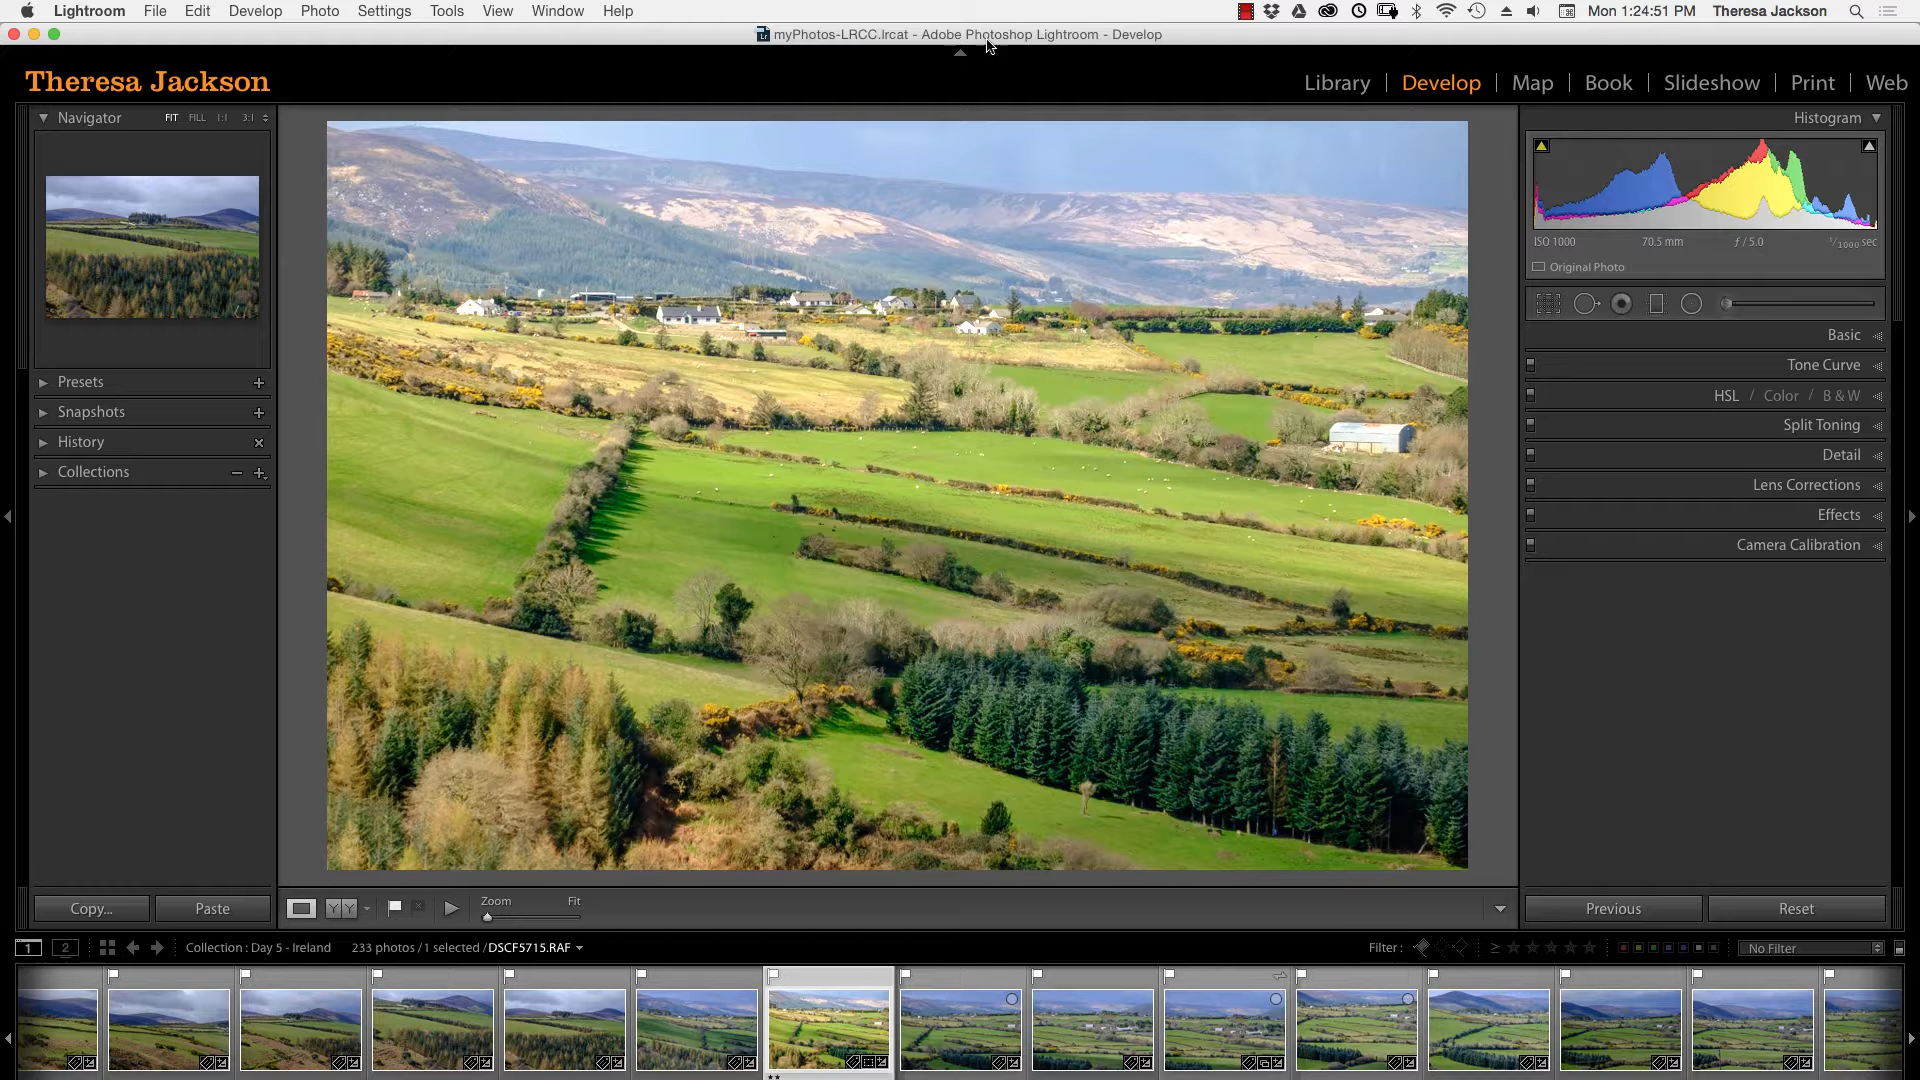 Lightroom File Edit Develop Photo Settings Tools View Window Help Mon 1:24:51 PM Theresa Jackson
myPhotos-LRCC.lrcat - Adobe Photoshop Lightroom - Develop
Theresa Jackson
Library | Develop | Map | Book | Slideshow | Print | Web
Navigator FIT FILL 1:1 3:1
Histogram
ISO 1000 70.5 mm ƒ / 5.0 1/1000 sec
Original Photo
Basic
Tone Curve
HSL / Color / B & W
Split Toning
Detail
Lens Corrections
Effects
Camera Calibration
Presets
Snapshots
History
Collections
Copy... Paste
YY Zoom Fit
Previous Reset
1 2 Collection : Day 5 - Ireland 233 photos / 1 selected / DSCF5715.RAF Filter : ≥ No Filter